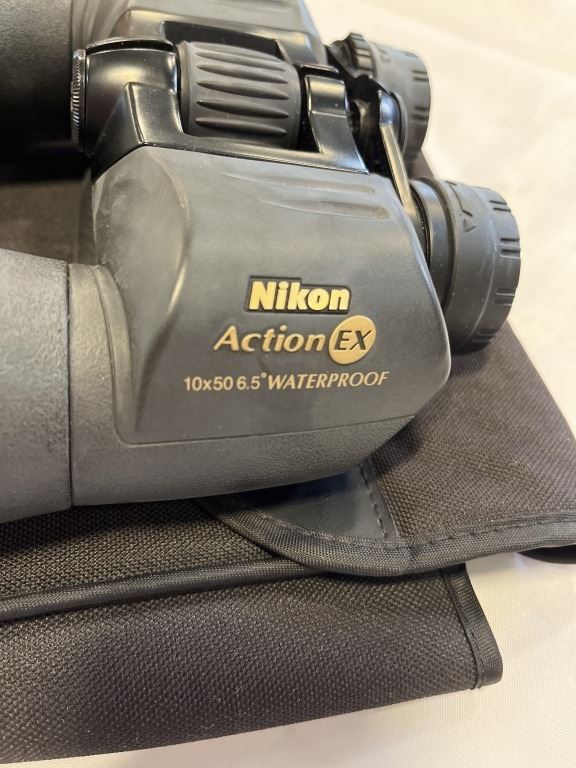 Nikon
Action EX
10x50 6.5° WATERPROOF